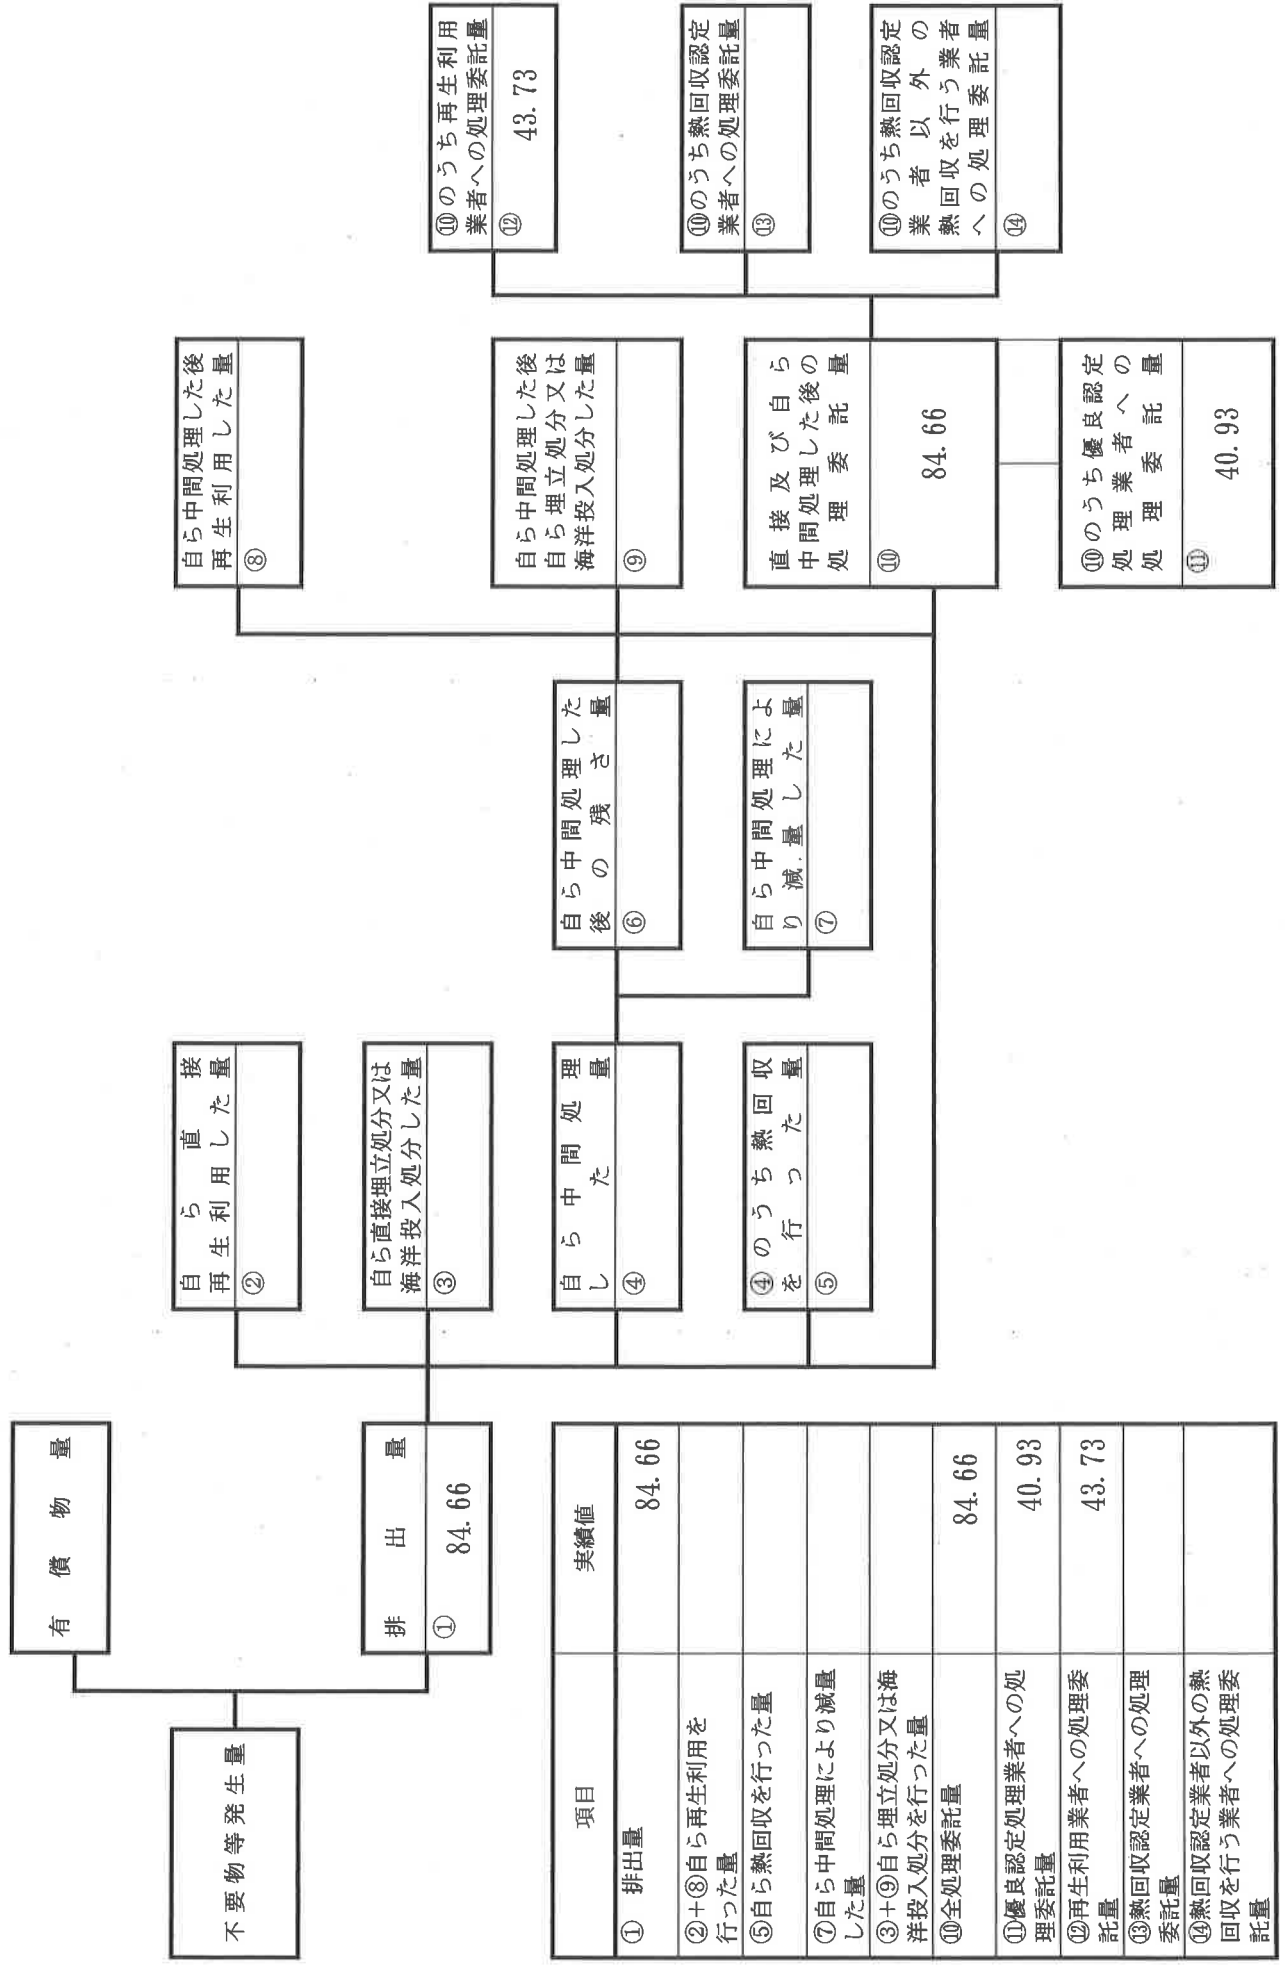 不要物等発生量
有償物量
排出量
① 84.66
自ら直接
再生利用した量
②
自ら直接埋立処分又は
海洋投入処分した量
③
自ら中間処理
した量
④
④のうち熱回収
を行った量
⑤
自ら中間処理した
後の残さ量
⑥
自ら中間処理によ
り減量した量
⑦
自ら中間処理した後
再生利用した量
⑧
自ら中間処理した後
自ら埋立処分又は
海洋投入処分した量
⑨
直接及び自ら
中間処理した後の
処理委託量
⑩ 84.66
⑩のうち優良認定
処理業者への
処理委託量
⑪ 40.93
⑩のうち再生利用
業者への処理委託量
⑫ 43.73
⑩のうち熱回収認定
業者への処理委託量
⑬
⑩のうち熱回収認定
業者以外の
熱回収を行う業者
への処理委託量
⑭
項目 実績値
① 排出量 84.66
②+⑧自ら再生利用を
行った量
⑤自ら熱回収を行った量
⑦自ら中間処理により減量
した量
③+⑨自ら埋立処分又は海
洋投入処分を行った量
⑩全処理委託量 84.66
⑪優良認定処理業者への処
理委託量 40.93
⑫再生利用業者への処理委
託量 43.73
⑬熱回収認定業者への処理
委託量
⑭熱回収認定業者以外の熱
回収を行う業者への処理委
託量